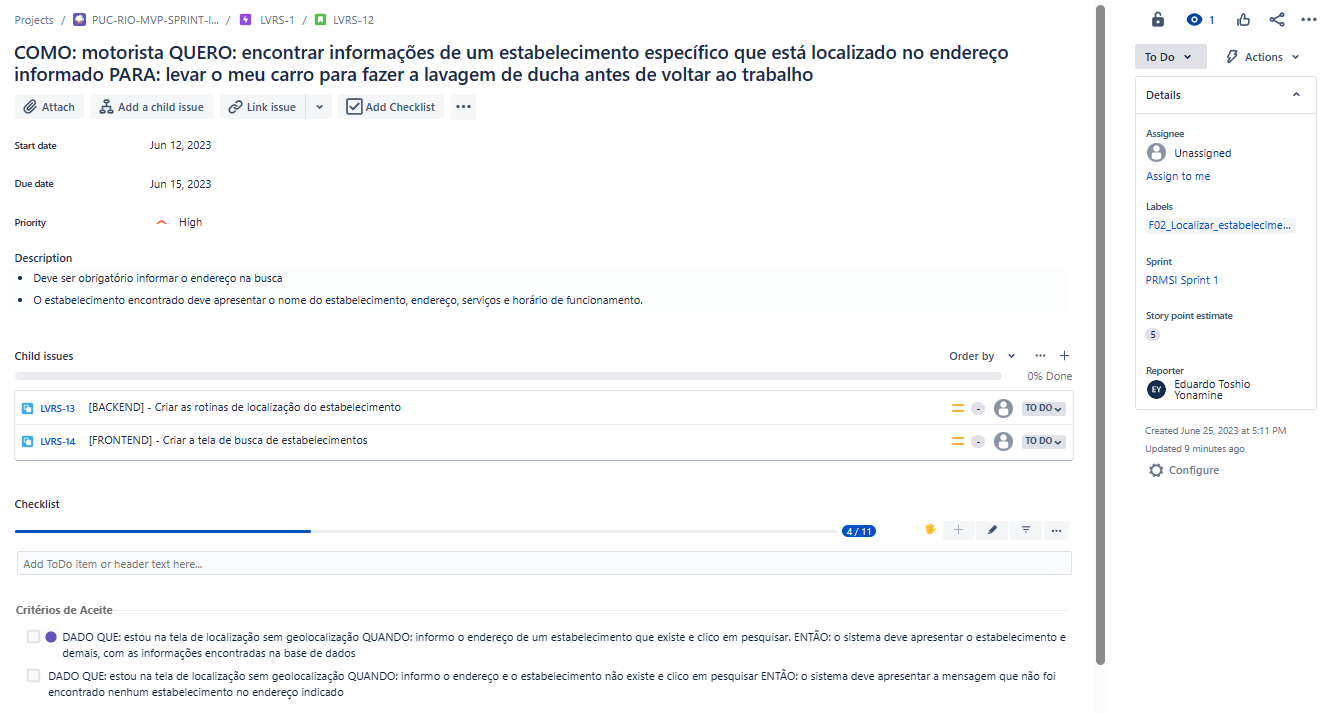 Projects / PUC-RIO-MVP-SPRINT-I... / LVRS-1 / LVRS-12
1
COMO: motorista QUERO: encontrar informações de um estabelecimento específico que está localizado no endereço
informado PARA: levar o meu carro para fazer a lavagem de ducha antes de voltar ao trabalho
Attach
Add a child issue
Link issue
Add Checklist
Start date Jun 12, 2023
Due date Jun 15, 2023
Priority High
Description
• Deve ser obrigatório informar o endereço na busca
• O estabelecimento encontrado deve apresentar o nome do estabelecimento, endereço, serviços e horário de funcionamento.
Child issues Order by
0% Done
LVRS-13 [BACKEND] - Criar as rotinas de localização do estabelecimento - TO DO
LVRS-14 [FRONTEND] - Criar a tela de busca de estabelecimentos - TO DO
Checklist
4 / 11
Add ToDo item or header text here...
Critérios de Aceite
DADO QUE: estou na tela de localização sem geolocalização QUANDO: informo o endereço de um estabelecimento que existe e clico em pesquisar. ENTÃO: o sistema deve apresentar o estabelecimento e
demais, com as informações encontradas na base de dados
DADO QUE: estou na tela de localização sem geolocalização QUANDO: informo o endereço e o estabelecimento não existe e clico em pesquisar ENTÃO: o sistema deve apresentar a mensagem que não foi
encontrado nenhum estabelecimento no endereço indicado
To Do
Actions
Details
Assignee
Unassigned
Assign to me
Labels
F02_Localizar_estabelecime...
Sprint
PRMSI Sprint 1
Story point estimate
5
Reporter
EY
Eduardo Toshio
Yonamine
Created June 25, 2023 at 5:11 PM
Updated 9 minutes ago
Configure